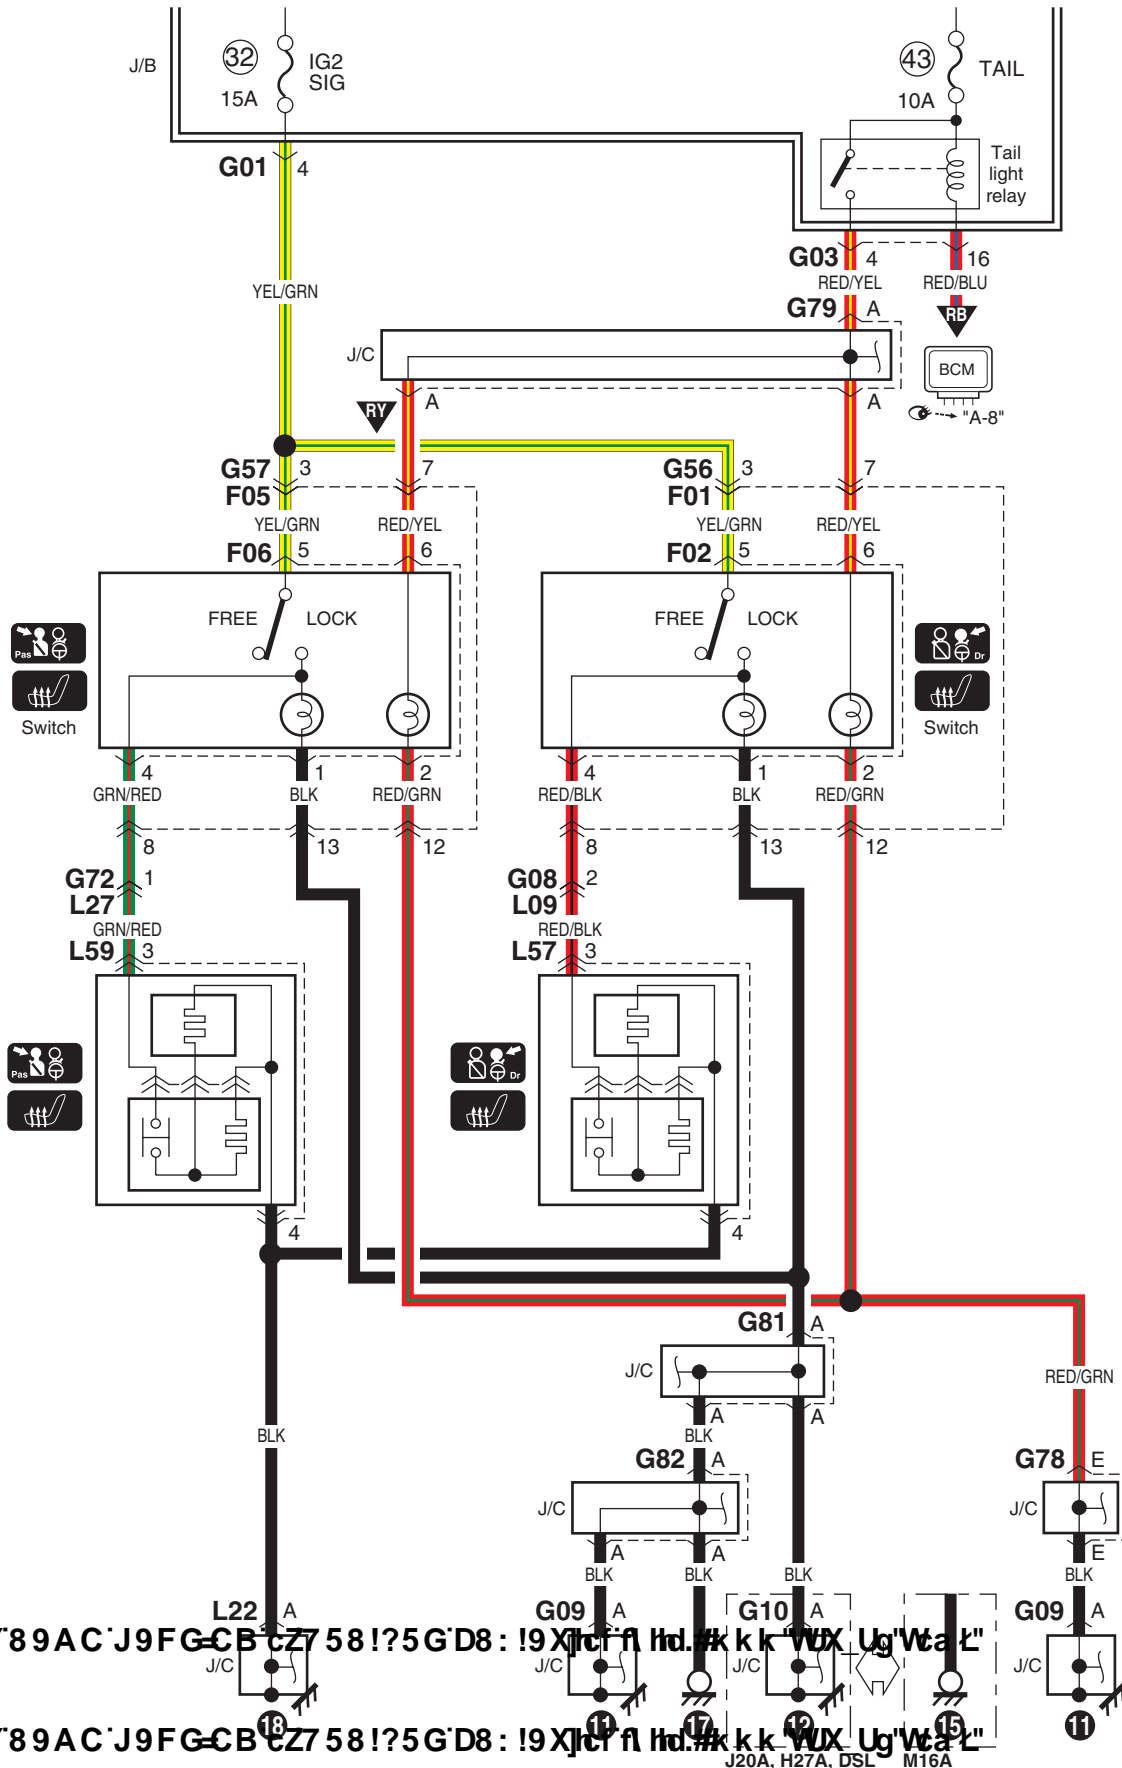 J/B
32
IG2
SIG
15A
43
TAIL
10A
Tail
light
relay
G01
4
G03
4
16
YEL/GRN
RED/YEL
RED/BLU
G79
A
RB
J/C
BCM
RY
A
A
"A-8"
G57
3
7
G56
3
7
F05
F01
YEL/GRN
RED/YEL
YEL/GRN
RED/YEL
F06
5
6
F02
5
6
FREE
LOCK
FREE
LOCK
Pas
Dr
Switch
Switch
4
1
2
4
1
2
GRN/RED
BLK
RED/GRN
RED/BLK
BLK
RED/GRN
8
13
12
8
13
12
G72
1
G08
2
L27
L09
GRN/RED
RED/BLK
L59
3
L57
3
Pas
Dr
4
4
G81
A
J/C
RED/GRN
A
A
BLK
BLK
G82
A
G78
E
J/C
J/C
A
A
E
BLK
BLK
BLK
BLK
L22
A
G09
A
G10
A
G09
A
J/C
J/C
J/C
J/C
18
11
17
12
15
11
J20A, H27A, DSL
M16A